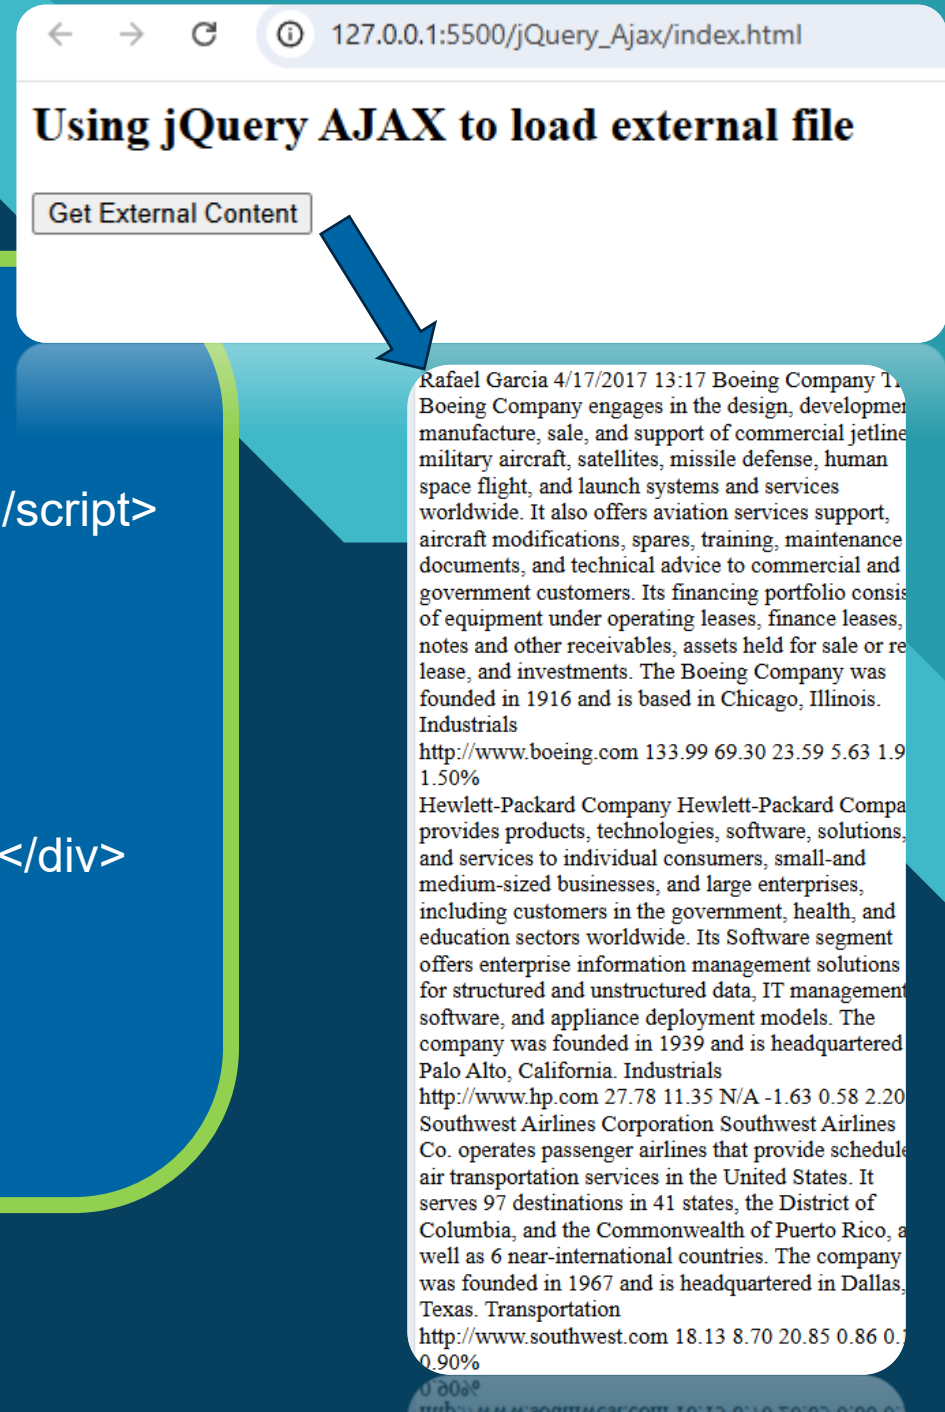 127.0.0.1:5500/jQuery_Ajax/index.html
Using jQuery AJAX to load external file
Get External Content
/script>
</div>
Rafael Garcia 4/17/2017 13:17 Boeing Company
Boeing Company engages in the design,
manufacture, sale, and support of commercial
military aircraft, satellites, missile defense, human
space flight, and launch systems and services
worldwide. It also offers aviation services support,
aircraft modifications, spares, training, maintenance
documents, and technical advice to commercial and
government customers. Its financing portfolio
of equipment under operating leases, finance leases,
notes and other receivables, assets held for sale or re
lease, and investments. The Boeing Company was
founded in 1916 and is based in Chicago, Illinois.
Industrials
http://www.boeing.com 133.99 69.30 23.59 5.63 1.9
1.50%
Hewlett-Packard Company Hewlett-Packard Compa
provides products, technologies, software, solutions,
and services to individual consumers, small-and
medium-sized businesses, and large enterprises,
including customers in the government, health, and
education sectors worldwide. Its Software segment
offers enterprise information management solutions
for structured and unstructured data, IT management
software, and appliance deployment models. The
company was founded in 1939 and is headquartered
Palo Alto, California. Industrials
http://www.hp.com 27.78 11.35 N/A -1.63 0.58 2.20
Southwest Airlines Corporation Southwest Airlines
Co. operates passenger airlines that provide schedule
air transportation services in the United States. It
serves 97 destinations in 41 states, the District of
Columbia, and the Commonwealth of Puerto Rico, a
well as 6 near-international countries. The company
was founded in 1967 and is headquartered in Dallas,
Texas. Transportation
http://www.southwest.com 18.13 8.70 20.85 0.86 0.
0.90%